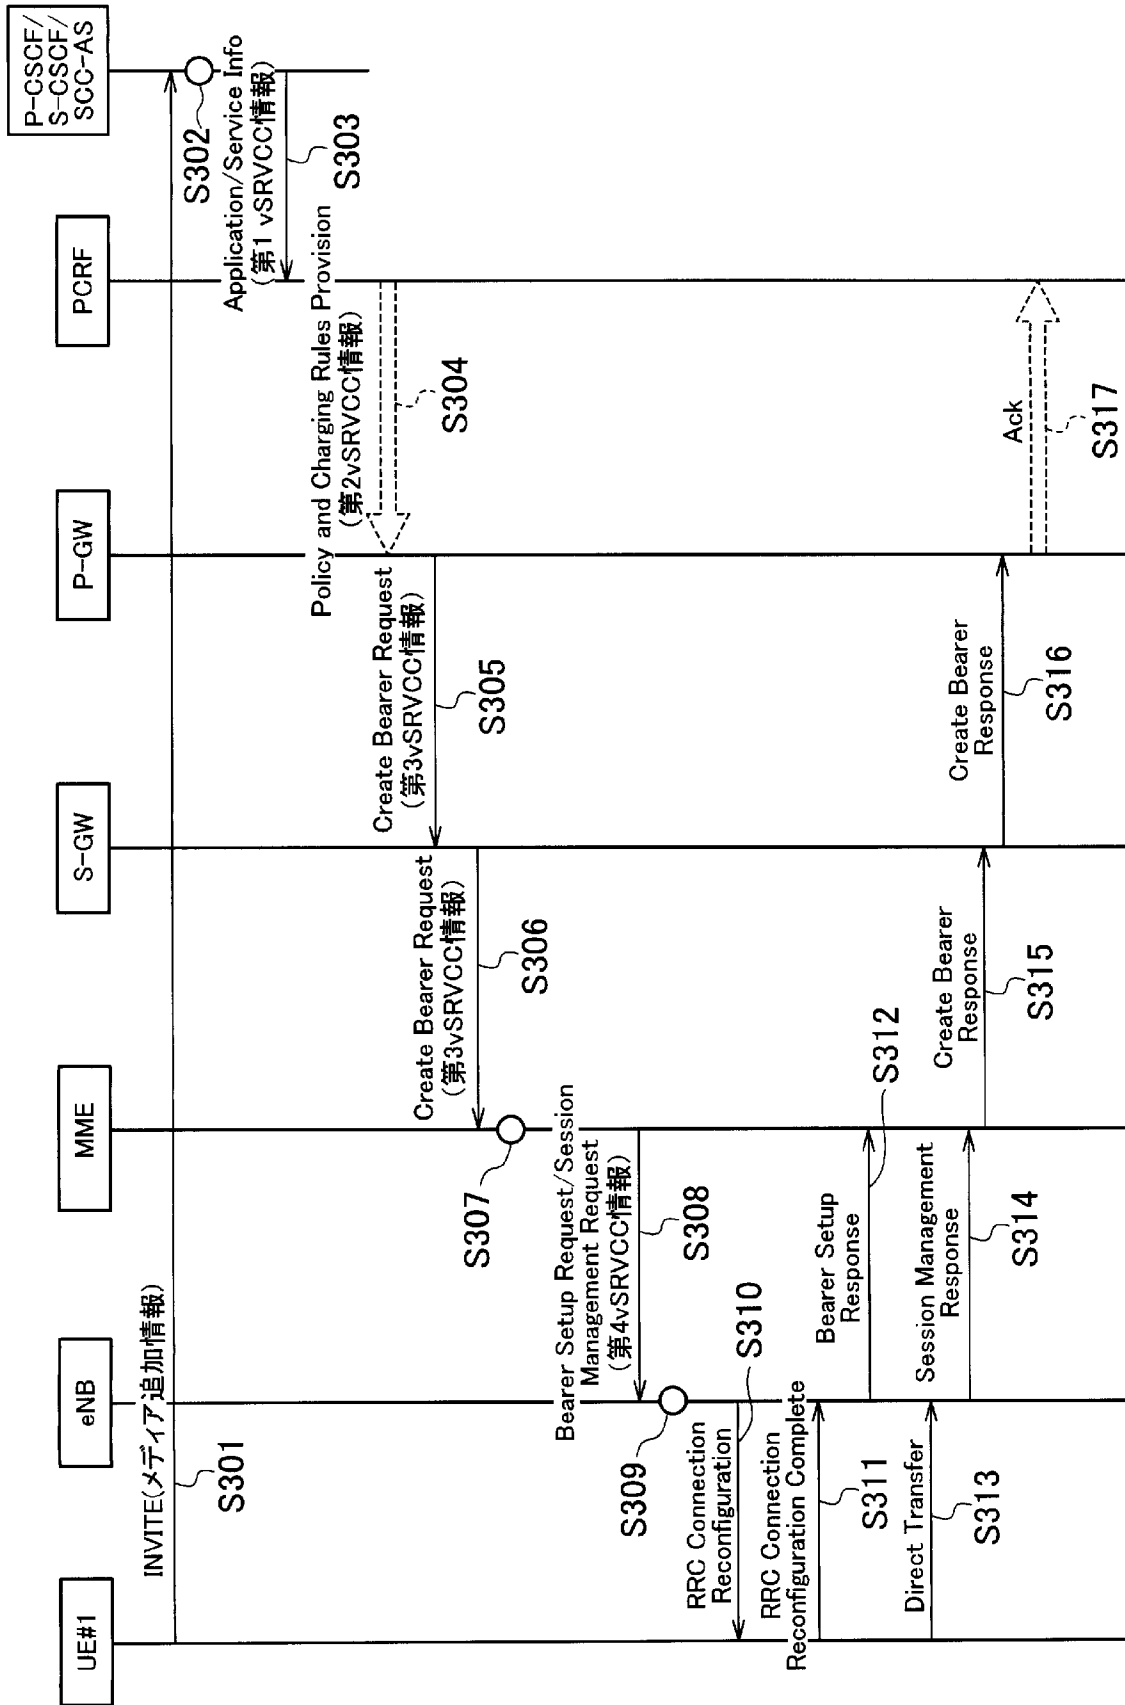 UE#1
eNB
MME
S-GW
P-GW
PCRF
P-CSCF/
S-CSCF/
SCC-AS
INVITE(メディア追加情報)
S301
S302
Application/Service Info
(第1 vSRVCC情報)
S303
Policy and Charging Rules Provision
(第2vSRVCC情報)
S304
Create Bearer Request
(第3vSRVCC情報)
S305
Create Bearer Request
(第3vSRVCC情報)
S306
S307
Bearer Setup Request/Session
Management Request
(第4vSRVCC情報)
S308
S309
RRC Connection
Reconfiguration
S310
RRC Connection
Reconfiguration Complete
S311
Bearer Setup
Response
S312
Direct Transfer
S313
Session Management
Response
S314
Create Bearer
Response
S315
Create Bearer
Response
S316
Ack
S317